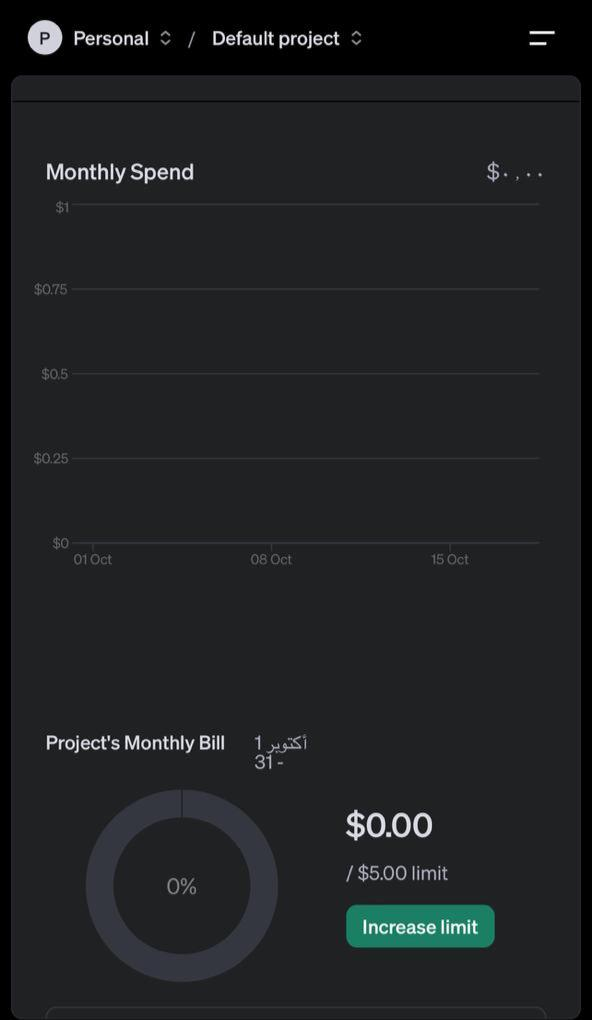 P Personal / Default project
Monthly Spend $٠٫٠٠
$1
$0.75
$0.5
$0.25
$0
01 Oct 08 Oct 15 Oct
Project's Monthly Bill 1 أكتوبر
31 -
$0.00
/ $5.00 limit
0%
Increase limit